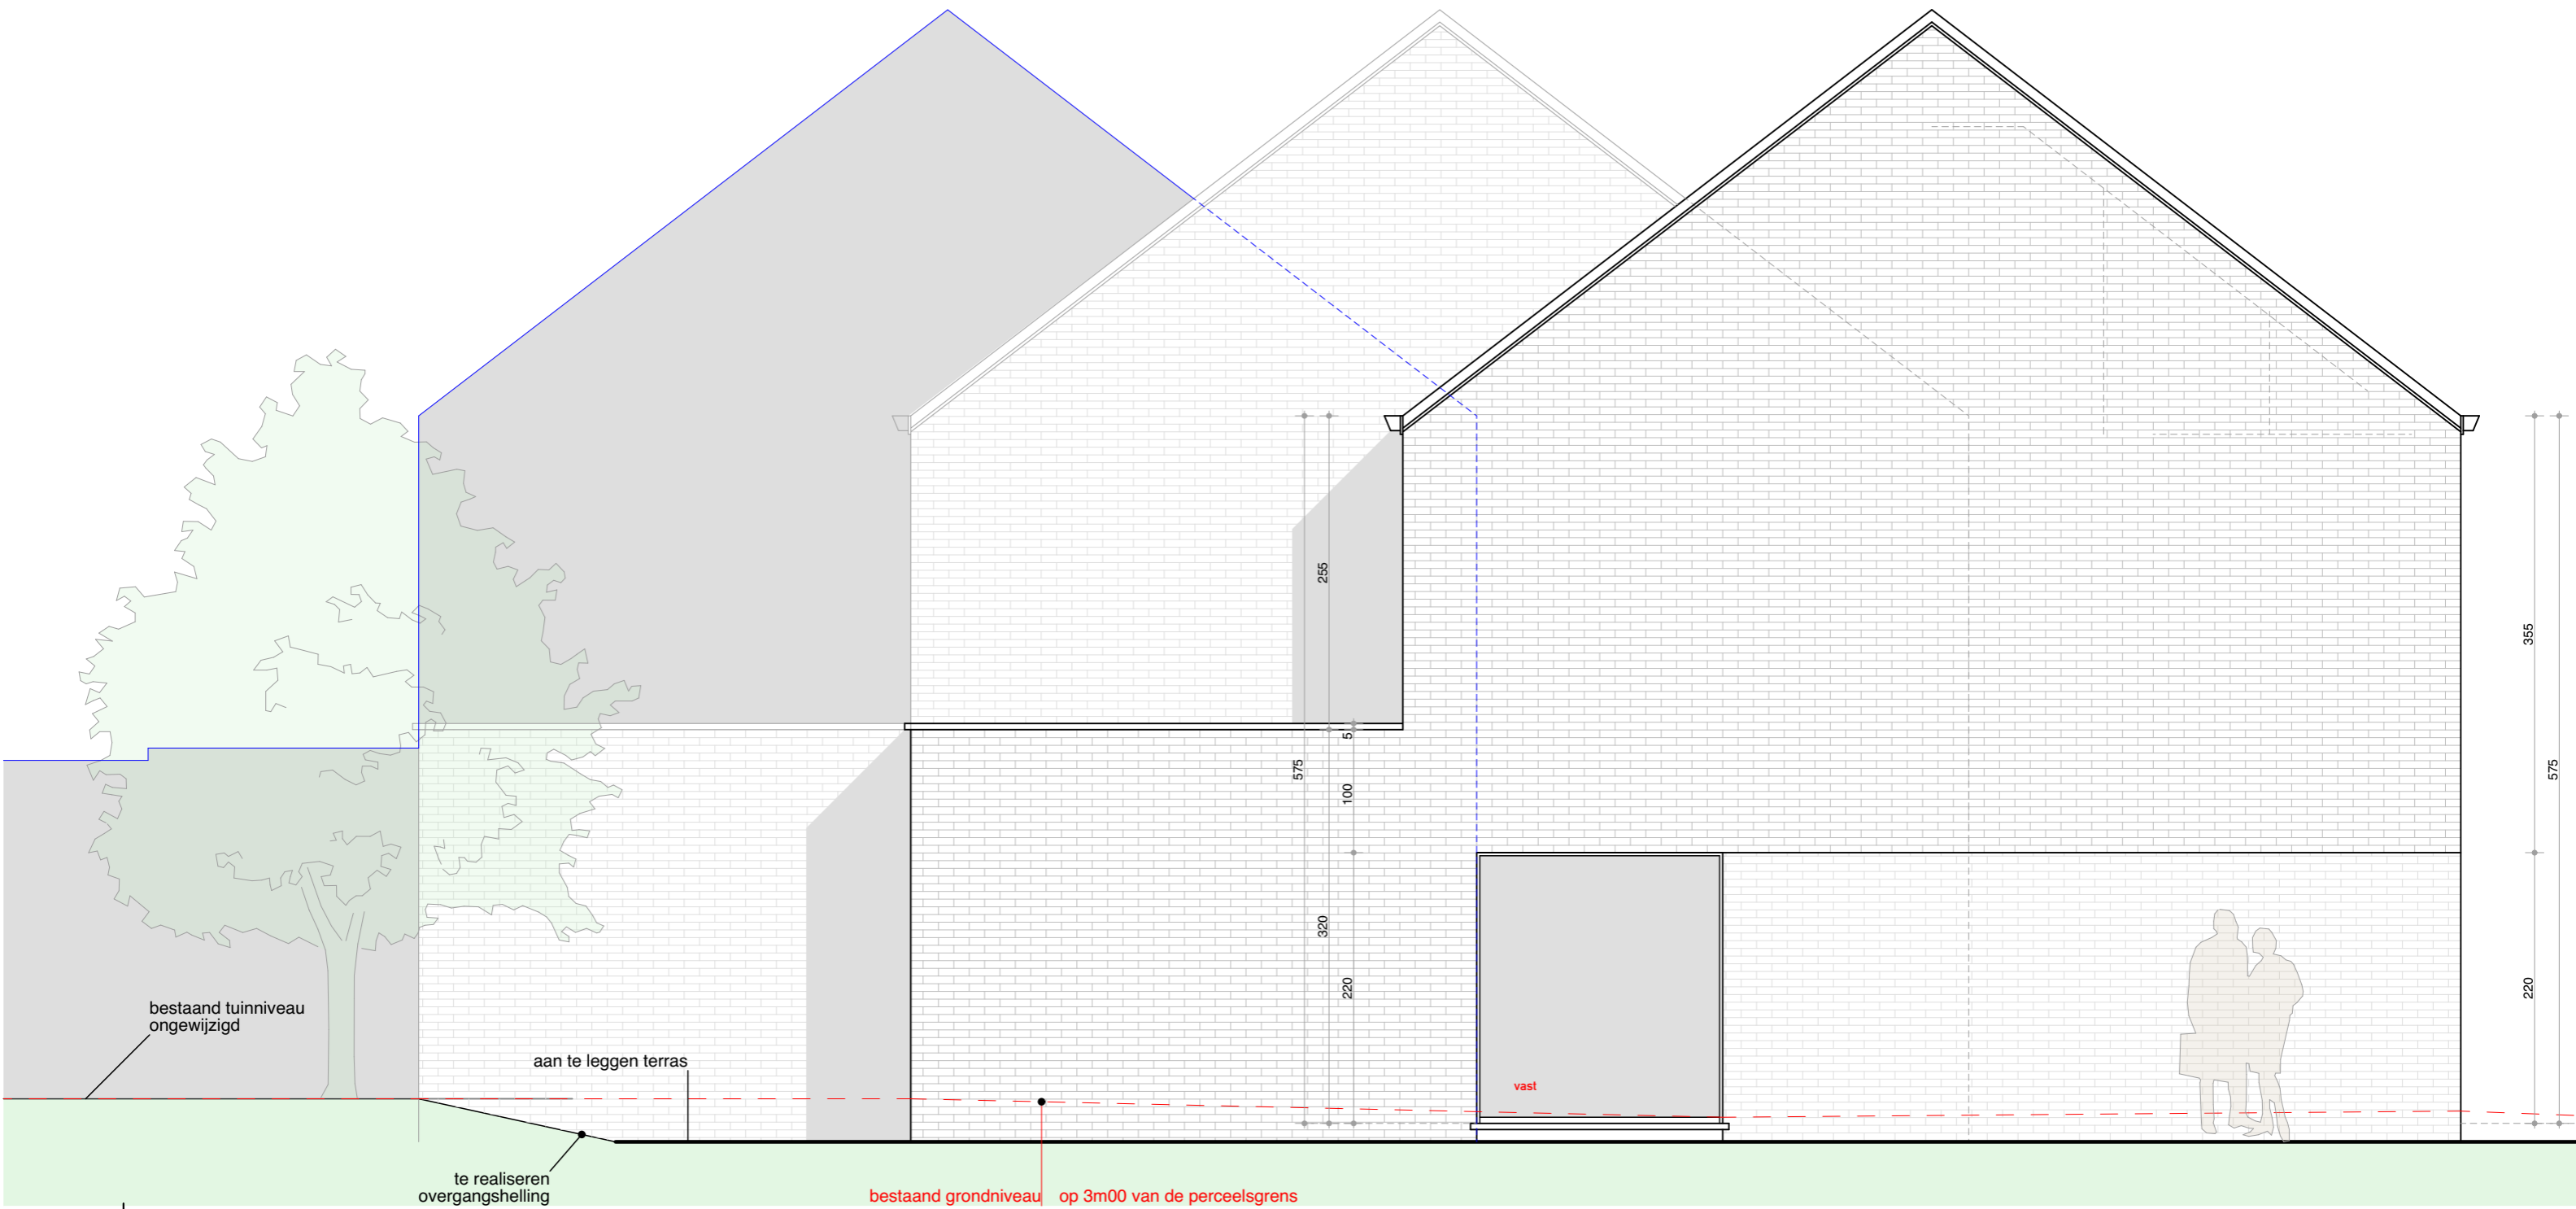 255
355
5
575
575
100
320
220
220
bestaand tuinniveau
ongewijzigd
aan te leggen terras
vast
te realiseren
overgangshelling
bestaand grondniveau op 3m00 van de perceelsgrens